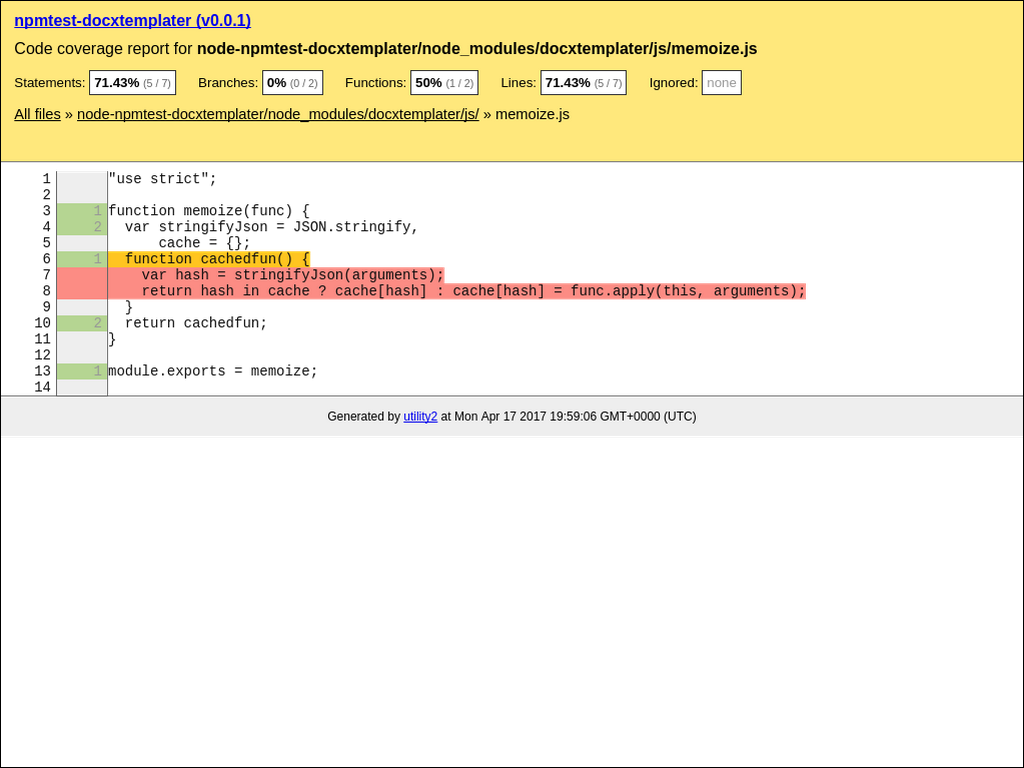 npmtest-docxtemplater (v0.0.1)
Code coverage report for node-npmtest-docxtemplater/node_modules/docxtemplater/js/memoize.js
Statements: 71.43% (5 / 7) Branches: 0% (0 / 2) Functions: 50% (1 / 2) Lines: 71.43% (5 / 7) Ignored: none
All files » node-npmtest-docxtemplater/node_modules/docxtemplater/js/ » memoize.js
1 "use strict";
2
3 1 function memoize(func) {
4 2 var stringifyJson = JSON.stringify,
5 cache = {};
6 1 function cachedfun() {
7 var hash = stringifyJson(arguments);
8 return hash in cache ? cache[hash] : cache[hash] = func.apply(this, arguments);
9 }
10 2 return cachedfun;
11 }
12
13 1 module.exports = memoize;
14
Generated by utility2 at Mon Apr 17 2017 19:59:06 GMT+0000 (UTC)